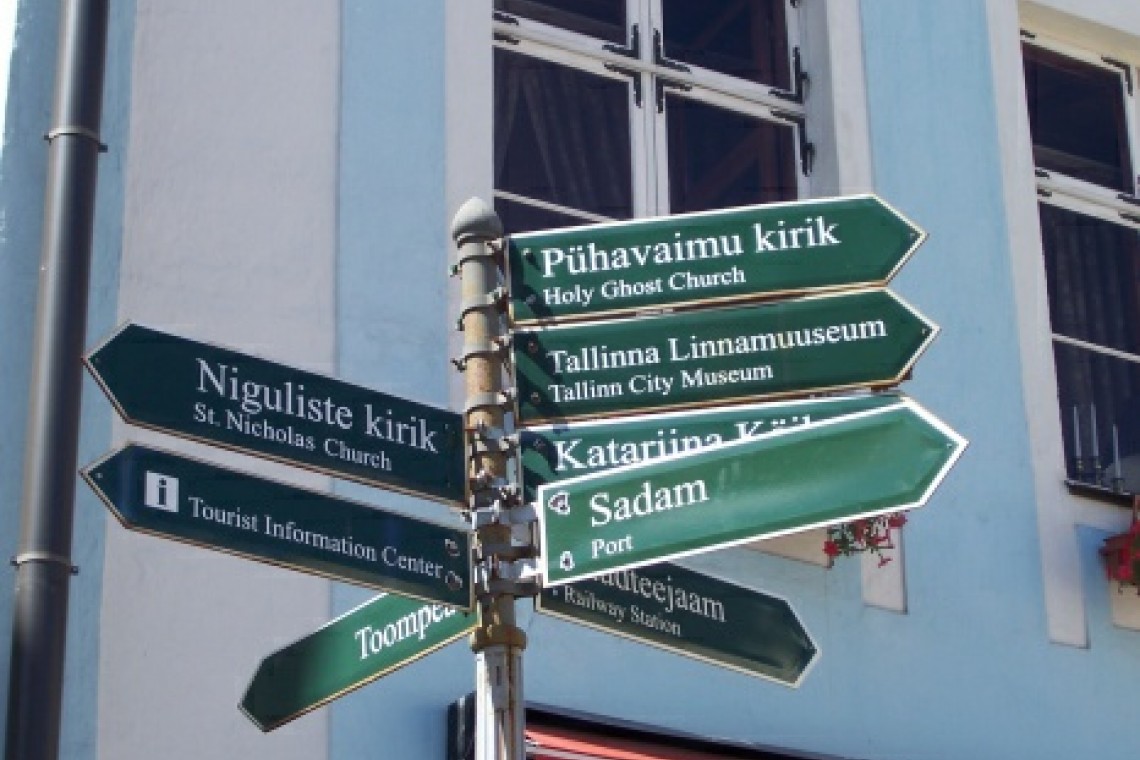 Pühavaimu kirik
Holy Ghost Church
Tallinna Linnamuuseum
Tallinn City Museum
Niguliste kirik
St. Nicholas Church
Katariina
Sadam
Port
i Tourist Information Center
Railway Station